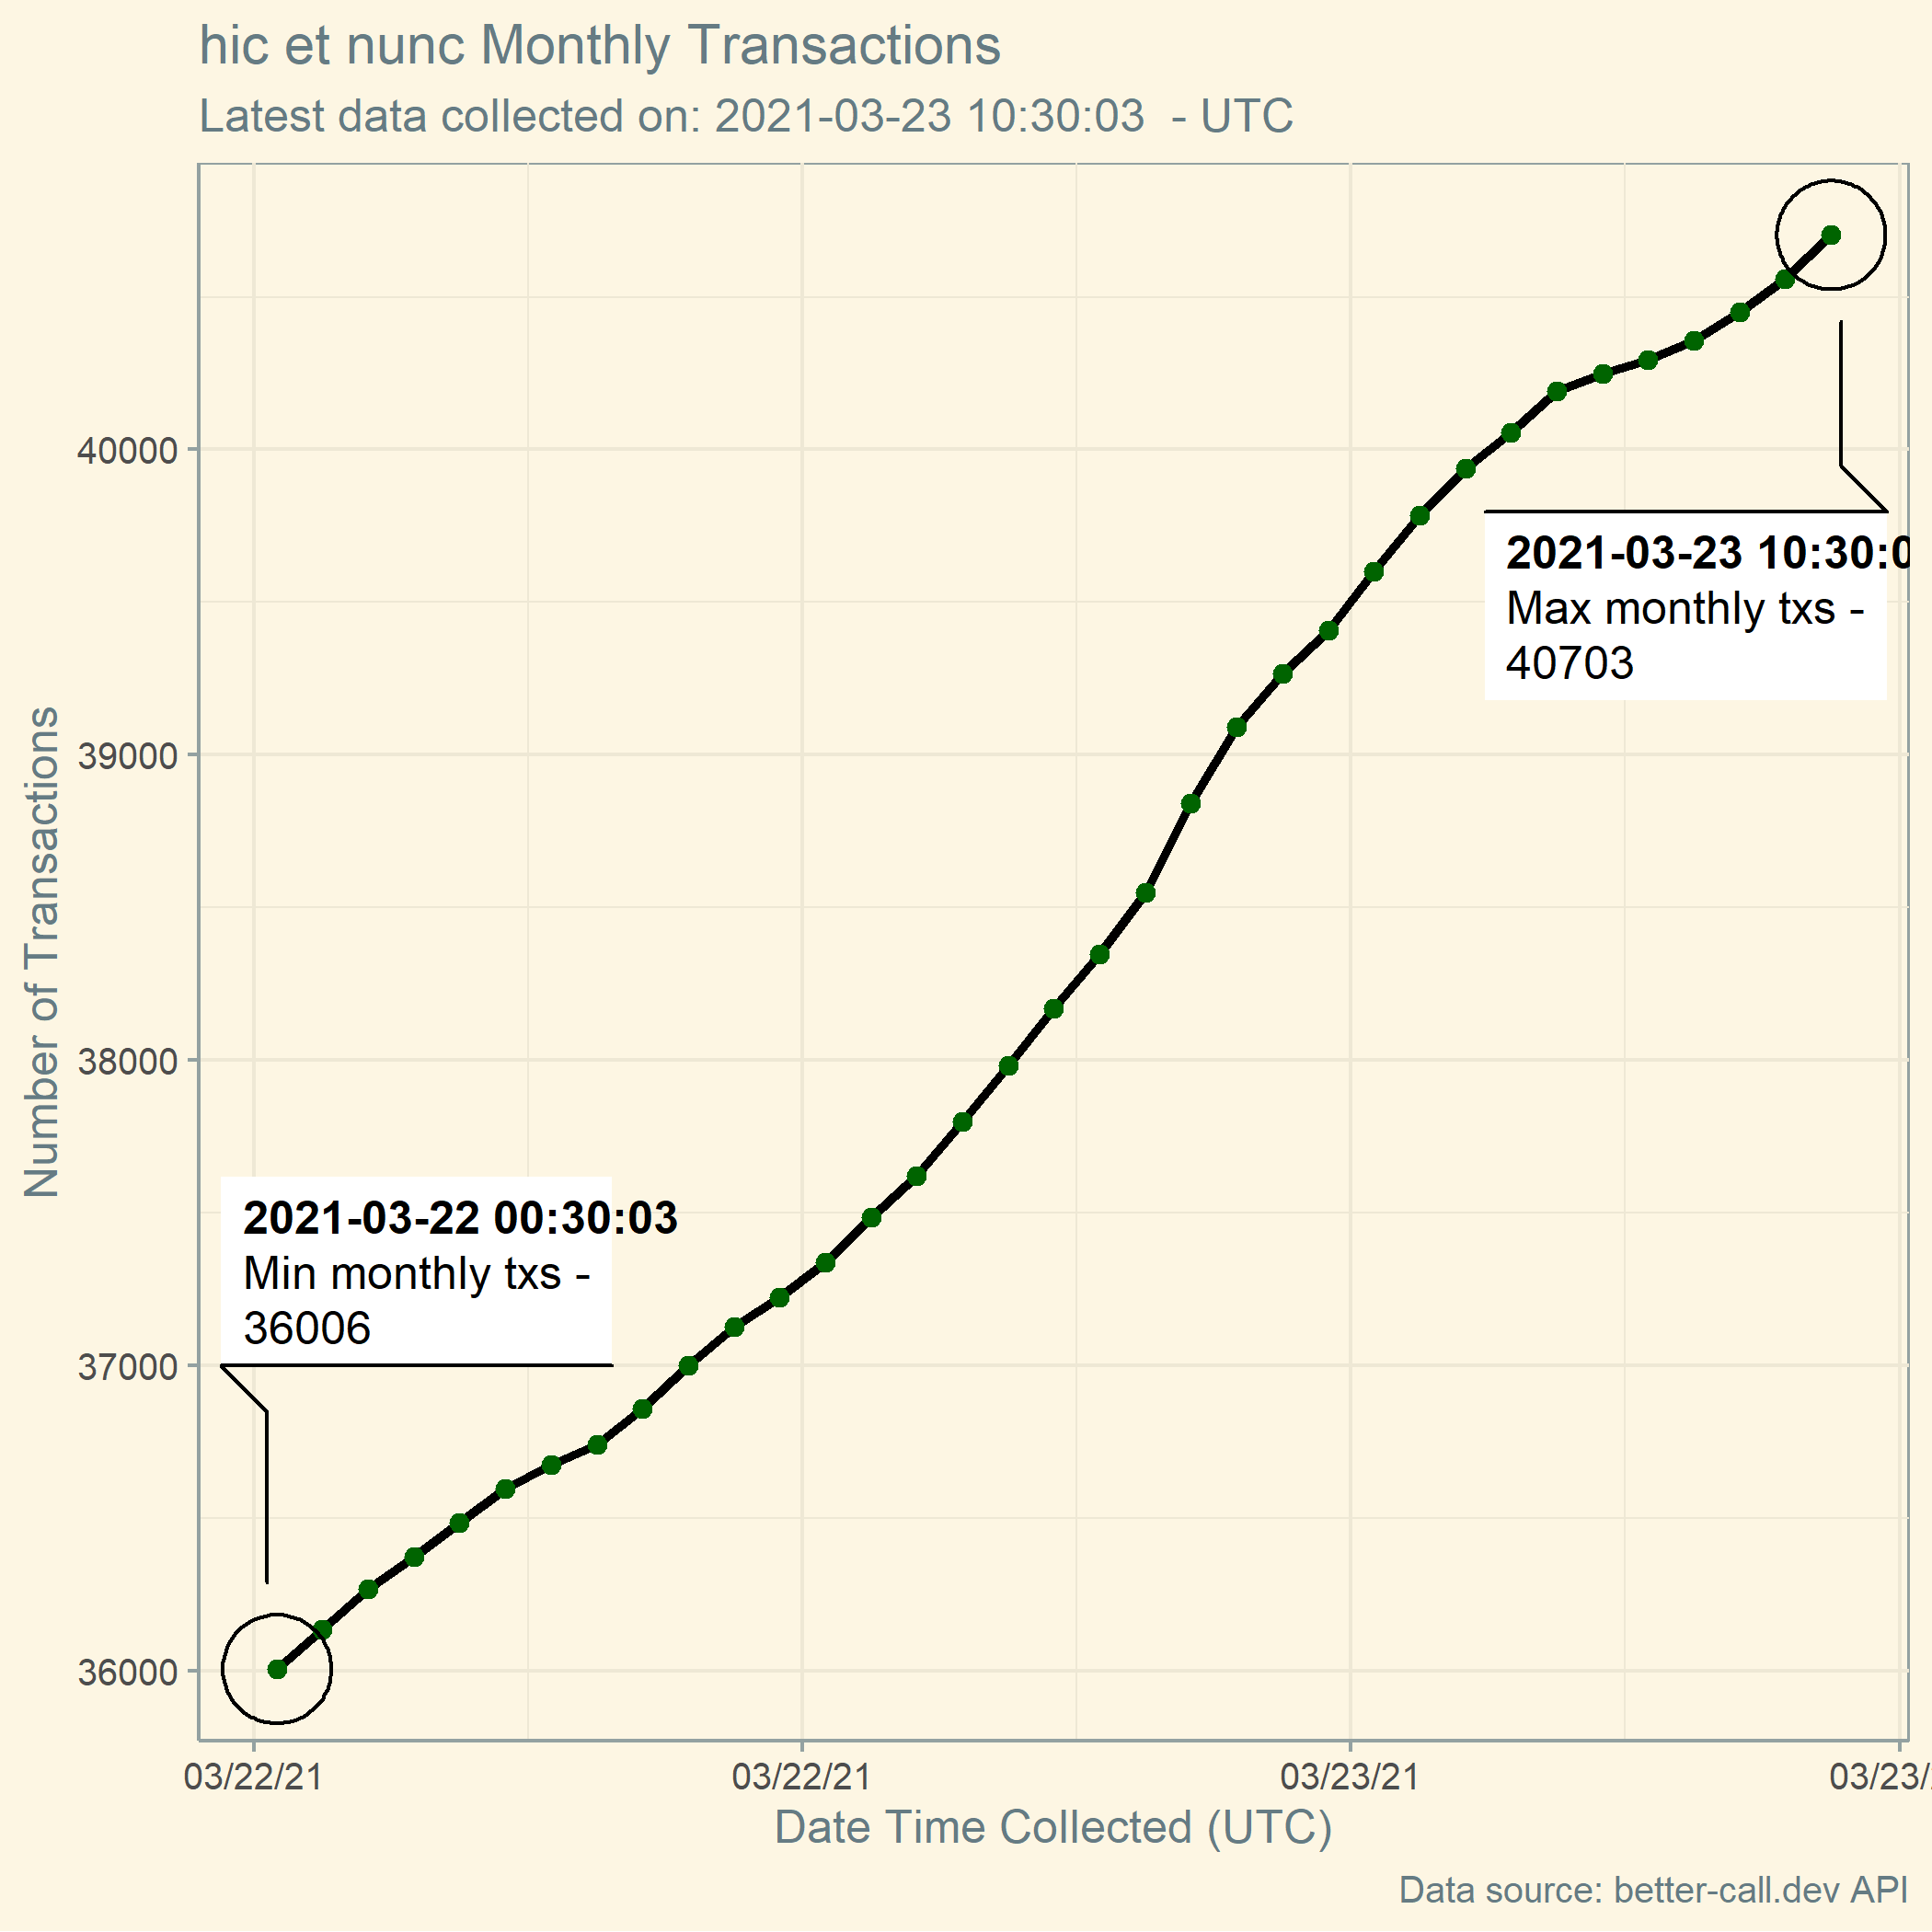 hic et nunc Monthly Transactions
Latest data collected on: 2021-03-23 10:30:03  - UTC
Number of Transactions
40000
39000
38000
37000
36000
2021-03-23 10:30:0
Max monthly txs -
40703
2021-03-22 00:30:03
Min monthly txs -
36006
03/22/21
03/22/21
03/23/21
03/23/
Date Time Collected (UTC)
Data source: better-call.dev API